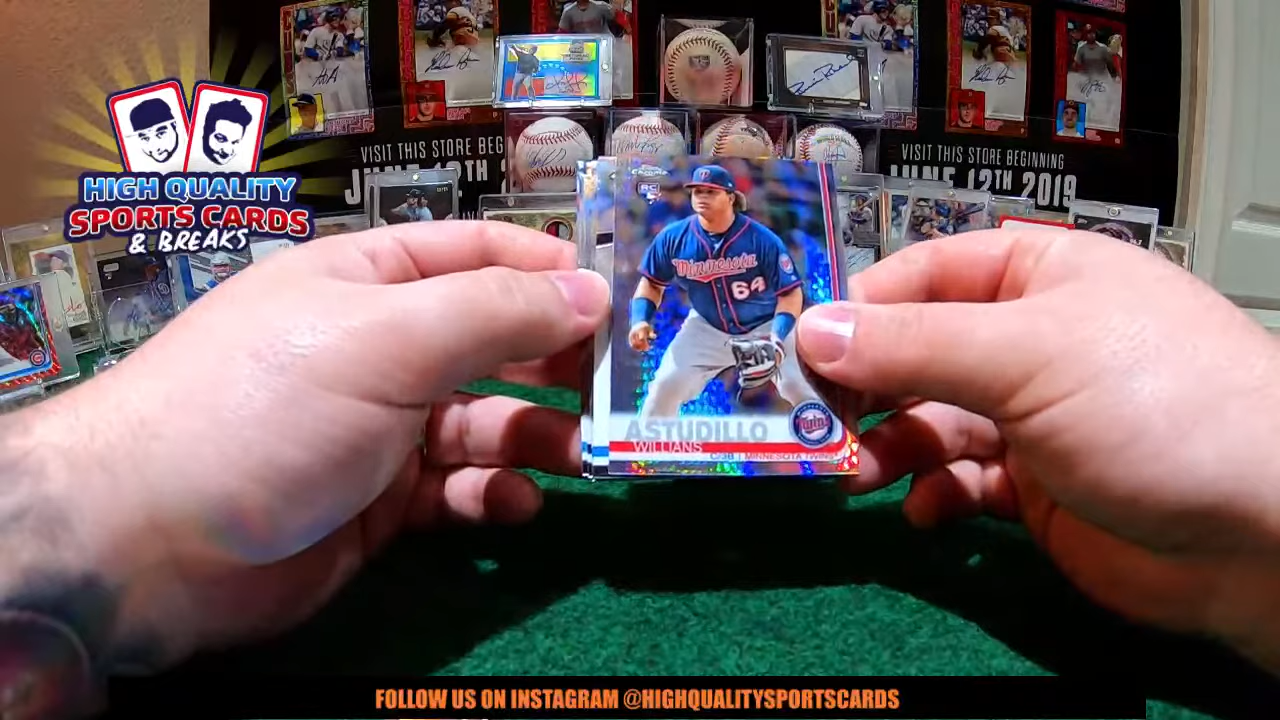 VISIT THIS STORE BEGINNING
JUNE 12TH 2019
HIGH QUALITY
SPORTS CARDS
& BREAKS
VISIT THIS STORE BEG
Chrome
RC
Minnesota
64
ASTUDILLO
WILLIANS
C/3B | MINNESOTA TWINS
Twins
FOLLOW US ON INSTAGRAM @HIGHQUALITYSPORTSCARDS